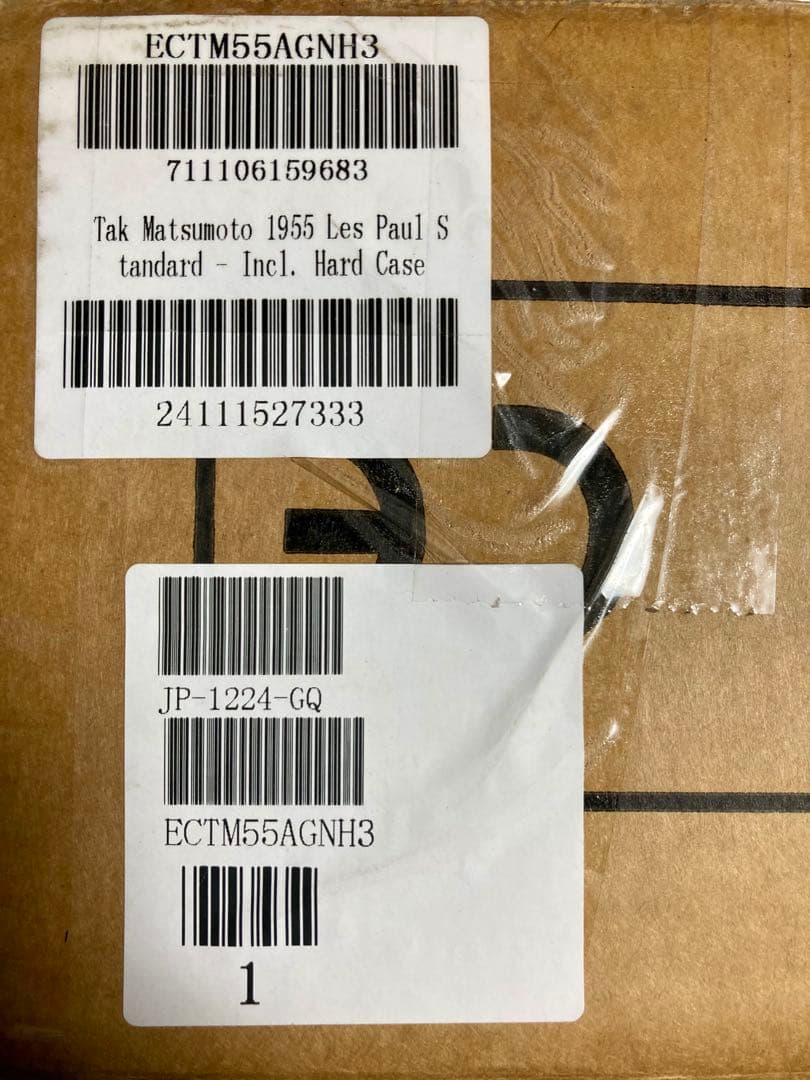 ECTM55AGNH3
711106159683
Tak Matsumoto 1955 Les Paul S
tandard - Incl. Hard Case
24111527333
JP-1224-GQ
ECTM55AGNH3
1